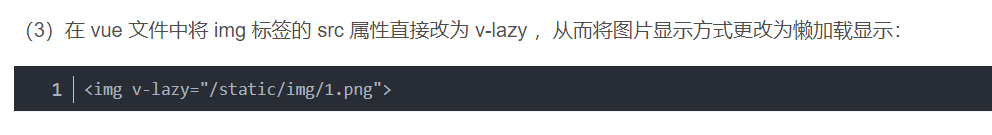 （3）在 vue 文件中将 img 标签的 src 属性直接改为 v-lazy ，从而将图片显示方式更改为懒加载显示：
1 <img v-lazy="/static/img/1.png">